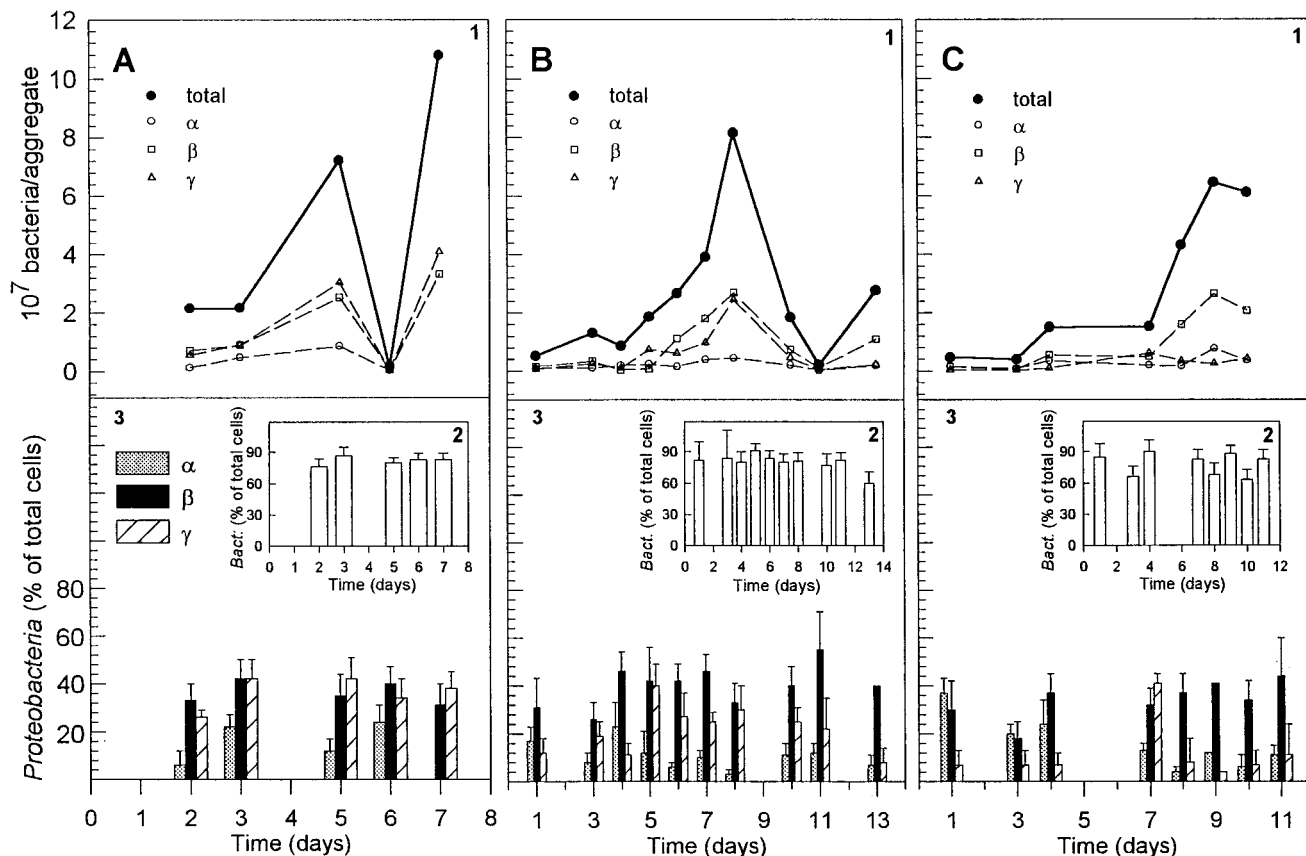 12
10
8
6
4
2
0
10^7 bacteria/aggregate
A
1
total
α
β
γ
B
1
total
α
β
γ
C
1
total
α
β
γ
3
α
β
γ
2
Bact. (% of total cells)
90
60
30
0
0 1 2 3 4 5 6 7 8
Time (days)
3
2
Bact. (% of total cells)
90
60
30
0
0 2 4 6 8 10 12 14
Time (days)
3
2
Bact. (% of total cells)
90
60
30
0
0 2 4 6 8 10 12
Time (days)
Proteobacteria (% of total cells)
80
60
40
20
0 1 2 3 4 5 6 7 8
Time (days)
1 3 5 7 9 11 13
Time (days)
1 3 5 7 9 11
Time (days)